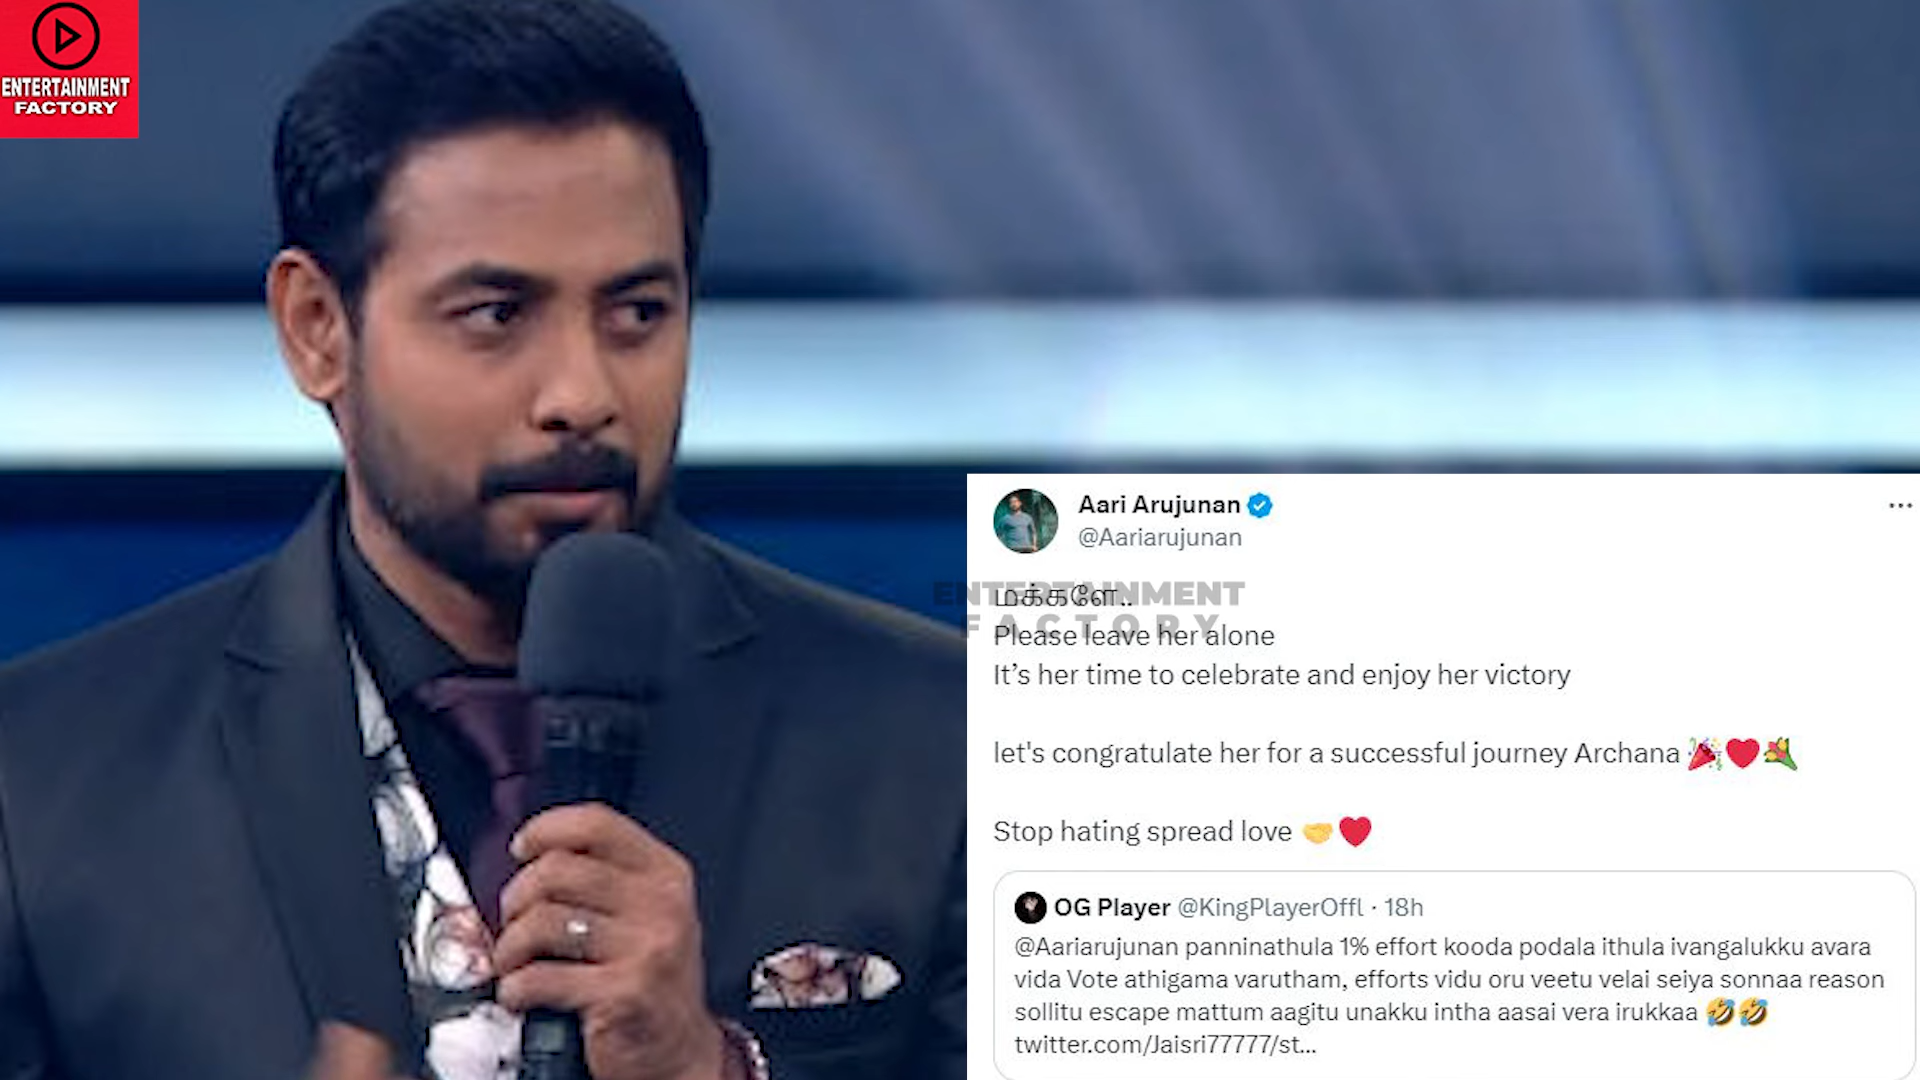 ENTERTAINMENT
FACTORY
Aari Arujunan
@Aariarujunan
ENTERTAINMENT
FACTORY
மக்களே..
Please leave her alone
It’s her time to celebrate and enjoy her victory
let's congratulate her for a successful journey Archana 🎉❤️💐
Stop hating spread love 🤝❤️
OG Player @KingPlayerOffl · 18h
@Aariarujunan panninathula 1% effort kooda podala ithula ivangalukku avara
vida Vote athigama varutham, efforts vidu oru veetu velai seiya sonnaa reason
sollitu escape mattum aagitu unakku intha aasai vera irukkaa 🤣🤣
twitter.com/Jaisri77777/st...